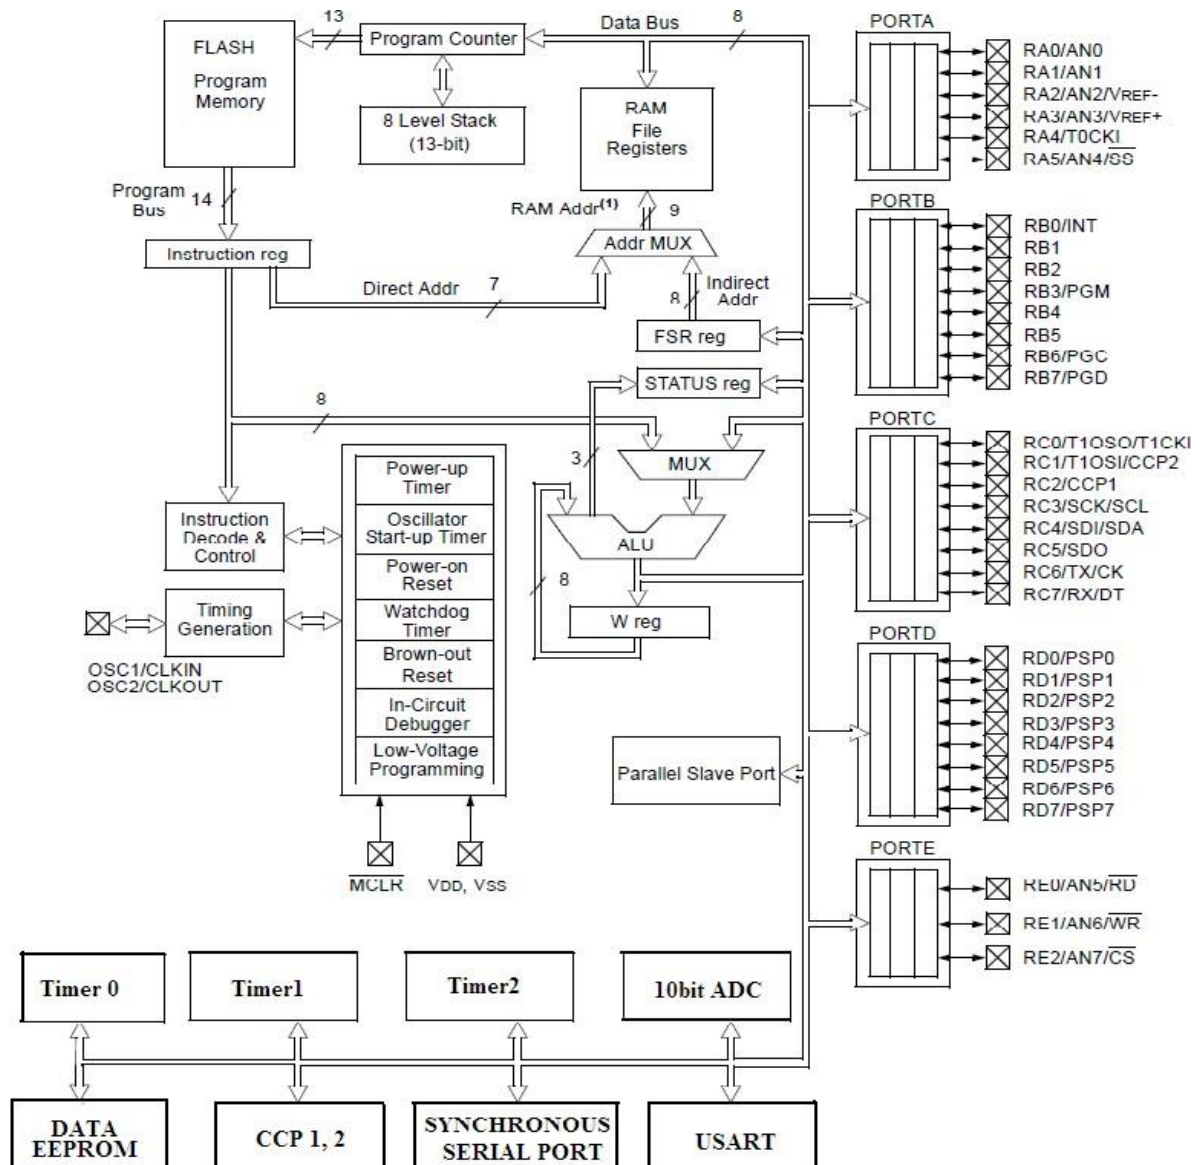 FLASH
Program
Memory
13
Program Counter
8 Level Stack
(13-bit)
Data Bus
8
RAM
File
Registers
Program
Bus
14
Instruction reg
RAM Addr(1)
9
Addr MUX
Direct Addr
7
Indirect
Addr
8
FSR reg
STATUS reg
8
3
MUX
ALU
8
W reg
Power-up
Timer
Oscillator
Start-up Timer
Power-on
Reset
Watchdog
Timer
Brown-out
Reset
In-Circuit
Debugger
Low-Voltage
Programming
Instruction
Decode &
Control
Timing
Generation
OSC1/CLKIN
OSC2/CLKOUT
MCLR
VDD, VSS
Parallel Slave Port
PORTA
RA0/AN0
RA1/AN1
RA2/AN2/VREF-
RA3/AN3/VREF+
RA4/T0CKI
RA5/AN4/SS
PORTB
RB0/INT
RB1
RB2
RB3/PGM
RB4
RB5
RB6/PGC
RB7/PGD
PORTC
RC0/T1OSO/T1CKI
RC1/T1OSI/CCP2
RC2/CCP1
RC3/SCK/SCL
RC4/SDI/SDA
RC5/SDO
RC6/TX/CK
RC7/RX/DT
PORTD
RD0/PSP0
RD1/PSP1
RD2/PSP2
RD3/PSP3
RD4/PSP4
RD5/PSP5
RD6/PSP6
RD7/PSP7
PORTE
RE0/AN5/RD
RE1/AN6/WR
RE2/AN7/CS
Timer 0
Timer1
Timer2
10bit ADC
DATA
EEPROM
CCP 1, 2
SYNCHRONOUS
SERIAL PORT
USART